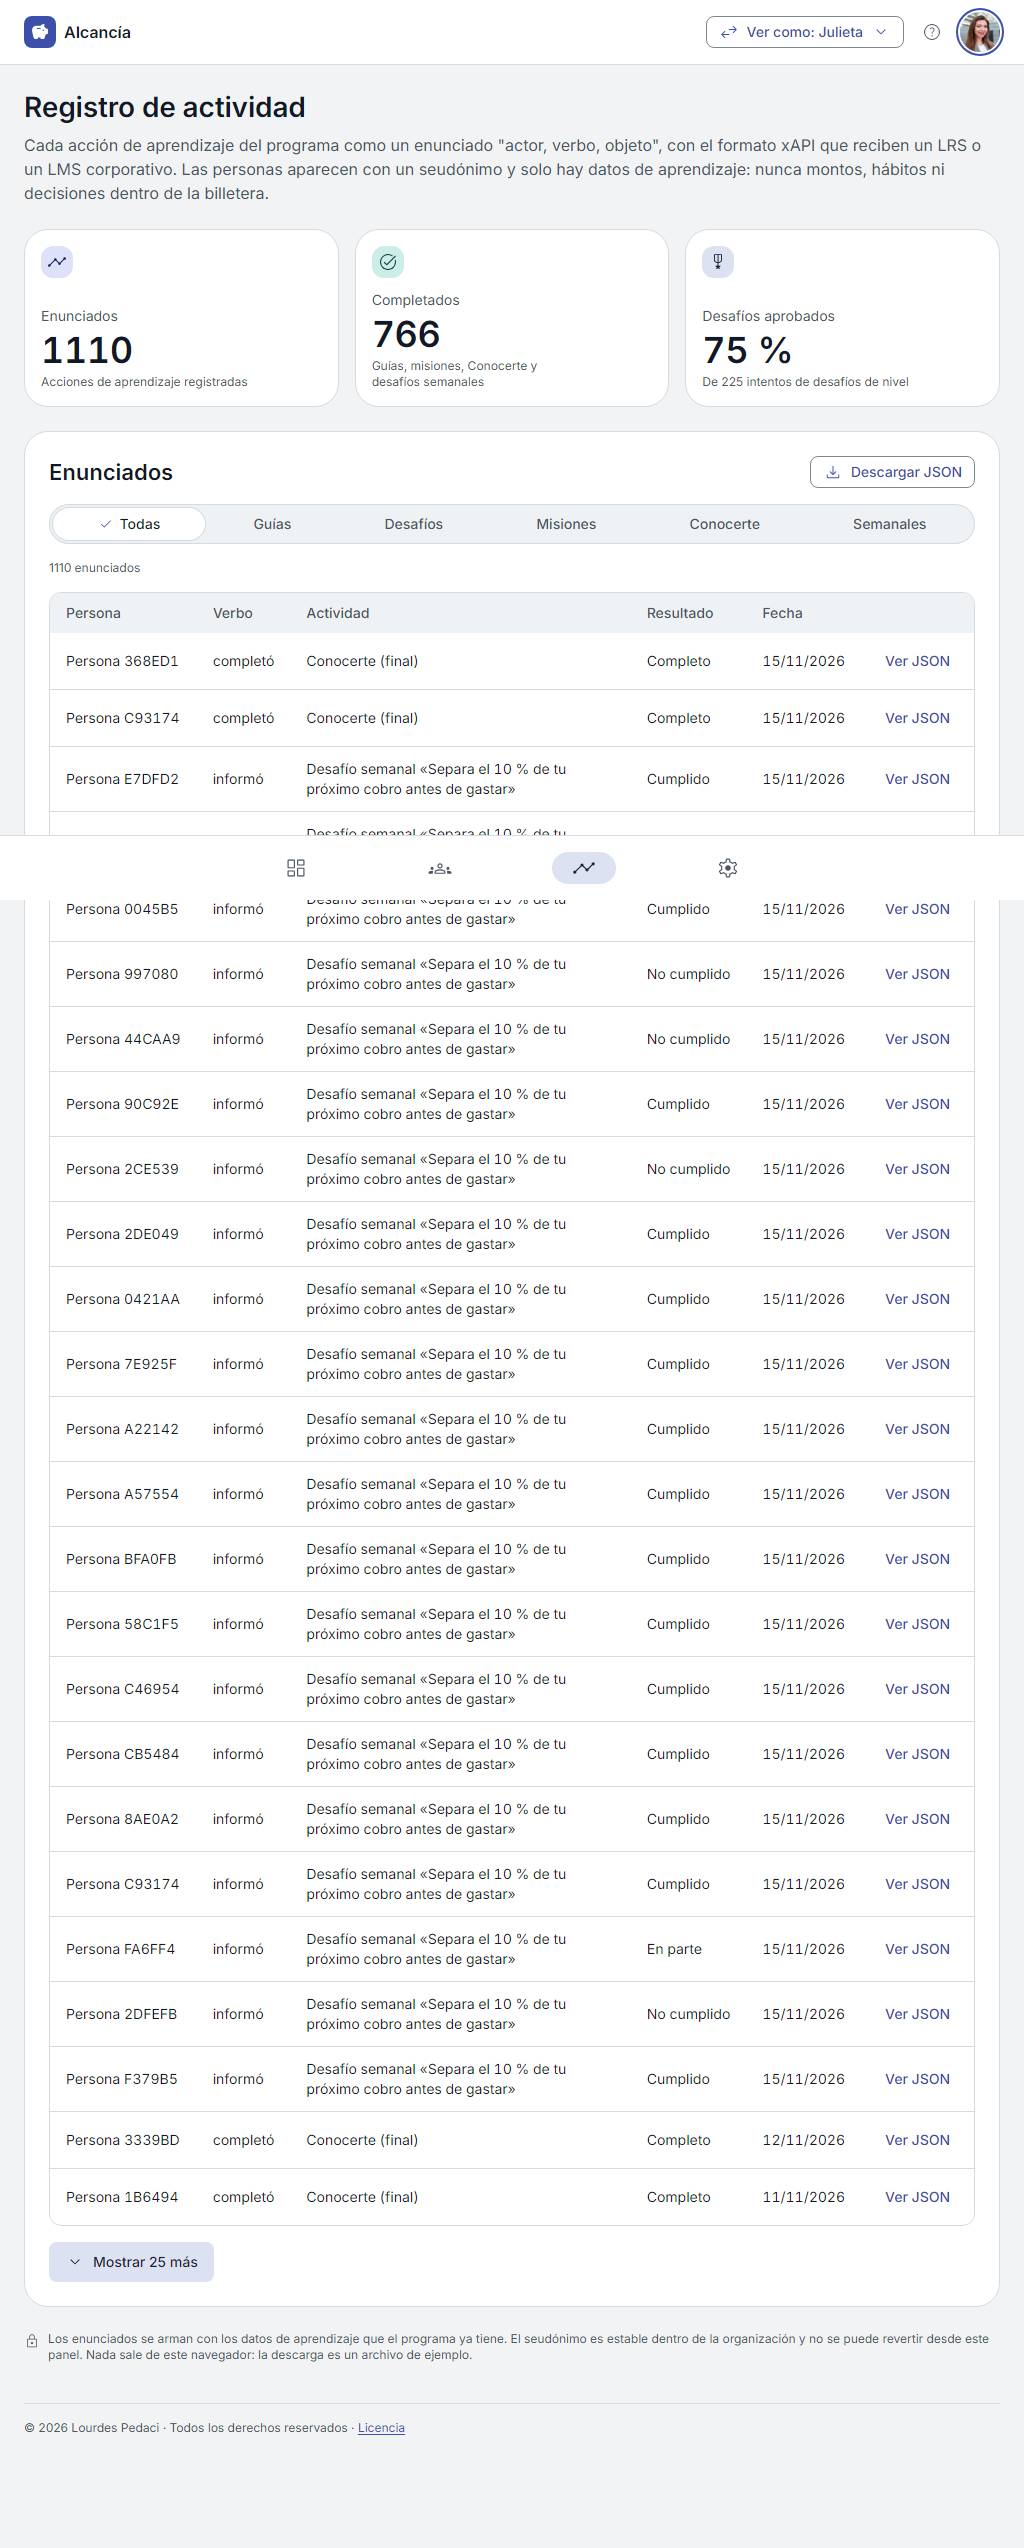 Alcancía
Ver como: Julieta
Registro de actividad
Cada acción de aprendizaje del programa como un enunciado "actor, verbo, objeto", con el formato xAPI que reciben un LRS o
un LMS corporativo. Las personas aparecen con un seudónimo y solo hay datos de aprendizaje: nunca montos, hábitos ni
decisiones dentro de la billetera.
Enunciados
1110
Acciones de aprendizaje registradas
Completados
766
Guías, misiones, Conocerte y
desafíos semanales
Desafíos aprobados
75 %
De 225 intentos de desafíos de nivel
Enunciados
Descargar JSON
Todas Guías Desafíos Misiones Conocerte Semanales
1110 enunciados
Persona Verbo Actividad Resultado Fecha
Persona 368ED1 completó Conocerte (final) Completo 15/11/2026 Ver JSON
Persona C93174 completó Conocerte (final) Completo 15/11/2026 Ver JSON
Persona E7DFD2 informó Desafío semanal «Separa el 10 % de tu
próximo cobro antes de gastar» Cumplido 15/11/2026 Ver JSON
Desafío semanal «Separa el 10 % de tu
Persona 0045B5 informó Desafío semanal «Separa el 10 % de tu
próximo cobro antes de gastar» Cumplido 15/11/2026 Ver JSON
Persona 997080 informó Desafío semanal «Separa el 10 % de tu
próximo cobro antes de gastar» No cumplido 15/11/2026 Ver JSON
Persona 44CAA9 informó Desafío semanal «Separa el 10 % de tu
próximo cobro antes de gastar» No cumplido 15/11/2026 Ver JSON
Persona 90C92E informó Desafío semanal «Separa el 10 % de tu
próximo cobro antes de gastar» Cumplido 15/11/2026 Ver JSON
Persona 2CE539 informó Desafío semanal «Separa el 10 % de tu
próximo cobro antes de gastar» No cumplido 15/11/2026 Ver JSON
Persona 2DE049 informó Desafío semanal «Separa el 10 % de tu
próximo cobro antes de gastar» Cumplido 15/11/2026 Ver JSON
Persona 0421AA informó Desafío semanal «Separa el 10 % de tu
próximo cobro antes de gastar» Cumplido 15/11/2026 Ver JSON
Persona 7E925F informó Desafío semanal «Separa el 10 % de tu
próximo cobro antes de gastar» Cumplido 15/11/2026 Ver JSON
Persona A22142 informó Desafío semanal «Separa el 10 % de tu
próximo cobro antes de gastar» Cumplido 15/11/2026 Ver JSON
Persona A57554 informó Desafío semanal «Separa el 10 % de tu
próximo cobro antes de gastar» Cumplido 15/11/2026 Ver JSON
Persona BFA0FB informó Desafío semanal «Separa el 10 % de tu
próximo cobro antes de gastar» Cumplido 15/11/2026 Ver JSON
Persona 58C1F5 informó Desafío semanal «Separa el 10 % de tu
próximo cobro antes de gastar» Cumplido 15/11/2026 Ver JSON
Persona C46954 informó Desafío semanal «Separa el 10 % de tu
próximo cobro antes de gastar» Cumplido 15/11/2026 Ver JSON
Persona CB5484 informó Desafío semanal «Separa el 10 % de tu
próximo cobro antes de gastar» Cumplido 15/11/2026 Ver JSON
Persona 8AE0A2 informó Desafío semanal «Separa el 10 % de tu
próximo cobro antes de gastar» Cumplido 15/11/2026 Ver JSON
Persona C93174 informó Desafío semanal «Separa el 10 % de tu
próximo cobro antes de gastar» Cumplido 15/11/2026 Ver JSON
Persona FA6FF4 informó Desafío semanal «Separa el 10 % de tu
próximo cobro antes de gastar» En parte 15/11/2026 Ver JSON
Persona 2DFEFB informó Desafío semanal «Separa el 10 % de tu
próximo cobro antes de gastar» No cumplido 15/11/2026 Ver JSON
Persona F379B5 informó Desafío semanal «Separa el 10 % de tu
próximo cobro antes de gastar» Cumplido 15/11/2026 Ver JSON
Persona 3339BD completó Conocerte (final) Completo 12/11/2026 Ver JSON
Persona 1B6494 completó Conocerte (final) Completo 11/11/2026 Ver JSON
Mostrar 25 más
Los enunciados se arman con los datos de aprendizaje que el programa ya tiene. El seudónimo es estable dentro de la organización y no se puede revertir desde este
panel. Nada sale de este navegador: la descarga es un archivo de ejemplo.
© 2026 Lourdes Pedaci · Todos los derechos reservados · Licencia